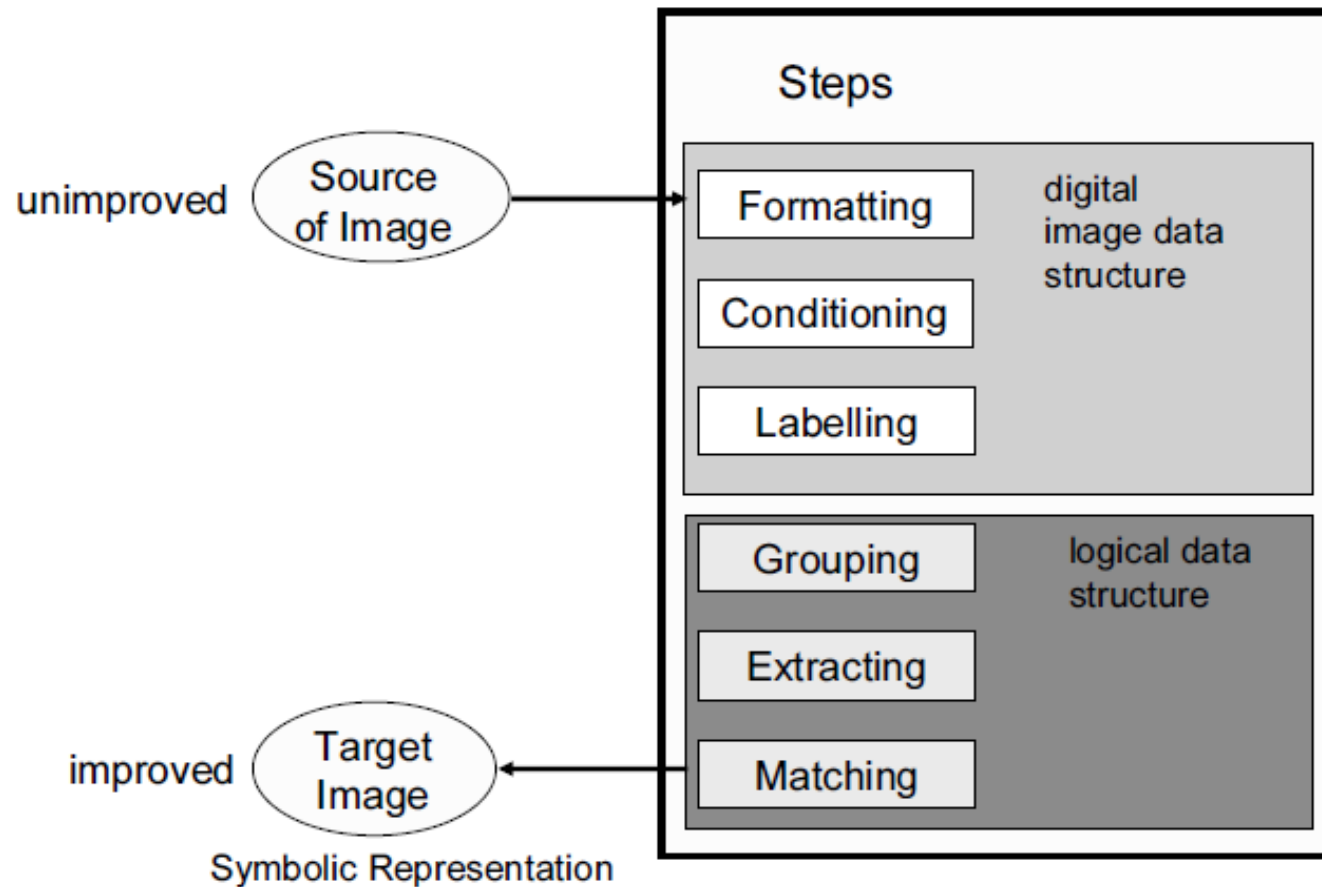 Steps
unimproved
Source
of Image
Formatting
digital
image data
structure
Conditioning
Labelling
Grouping
logical data
structure
Extracting
improved
Target
Image
Matching
Symbolic Representation